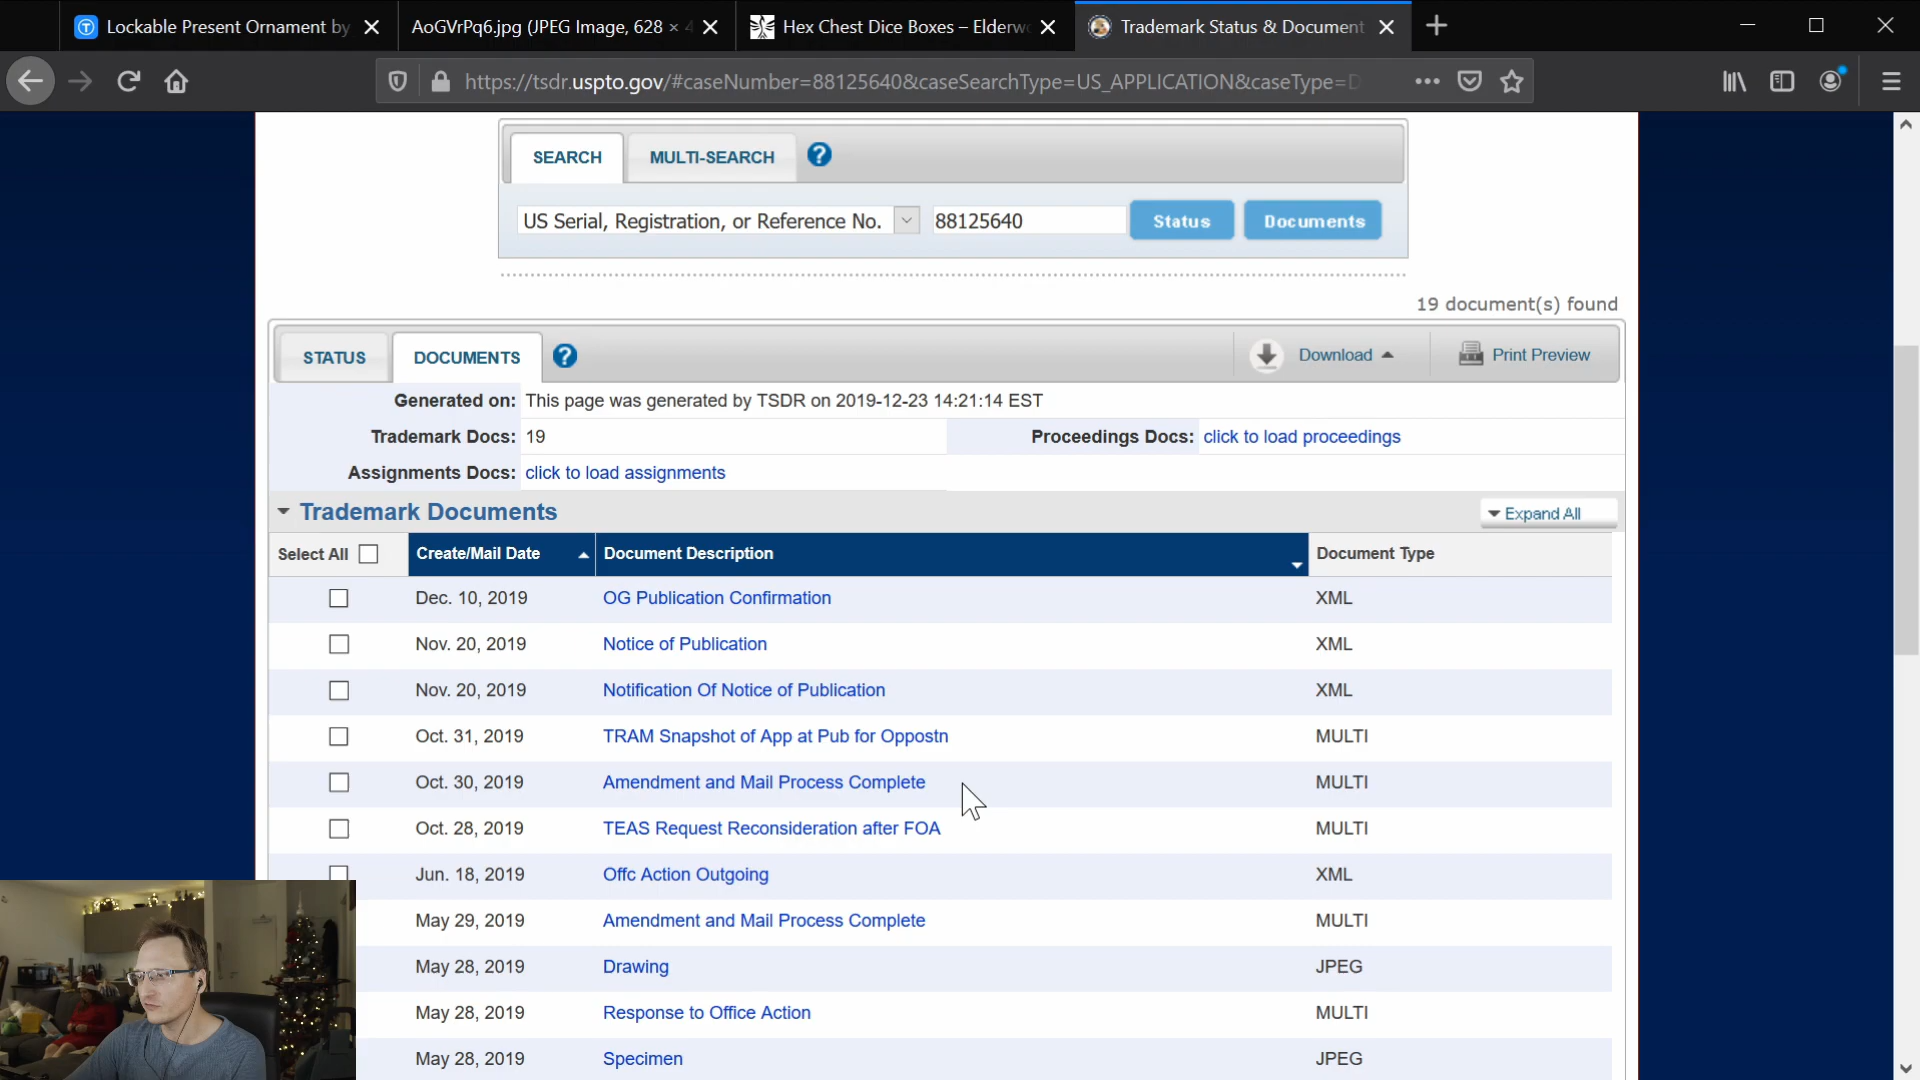 Lockable Present Ornament by
AoGVrPq6.jpg (JPEG Image, 628 × 4
Hex Chest Dice Boxes – Elderw
Trademark Status & Document
https://tsdr.uspto.gov/#caseNumber=88125640&caseSearchType=US_APPLICATION&caseType=D
SEARCH
MULTI-SEARCH
?
US Serial, Registration, or Reference No.
88125640
Status
Documents
19 document(s) found
STATUS
DOCUMENTS
?
Download
Print Preview
Generated on: This page was generated by TSDR on 2019-12-23 14:21:14 EST
Trademark Docs: 19
Proceedings Docs: click to load proceedings
Assignments Docs: click to load assignments
Trademark Documents
Expand All
Select All
Create/Mail Date
Document Description
Document Type
Dec. 10, 2019 OG Publication Confirmation XML
Nov. 20, 2019 Notice of Publication XML
Nov. 20, 2019 Notification Of Notice of Publication XML
Oct. 31, 2019 TRAM Snapshot of App at Pub for Oppostn MULTI
Oct. 30, 2019 Amendment and Mail Process Complete MULTI
Oct. 28, 2019 TEAS Request Reconsideration after FOA MULTI
Jun. 18, 2019 Offc Action Outgoing XML
May 29, 2019 Amendment and Mail Process Complete MULTI
May 28, 2019 Drawing JPEG
May 28, 2019 Response to Office Action MULTI
May 28, 2019 Specimen JPEG